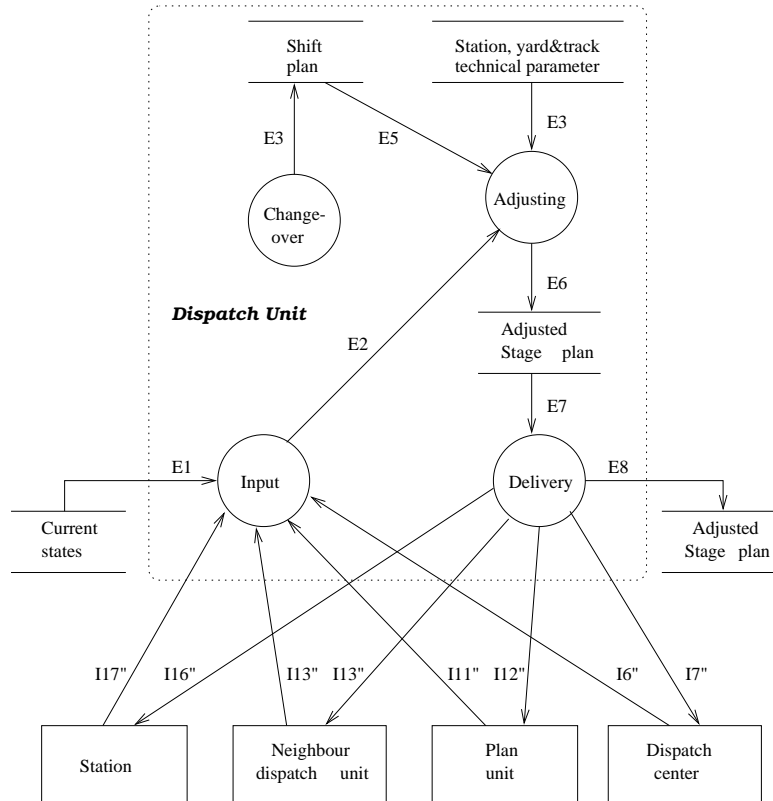 Shift
plan
Station, yard&track
technical parameter
E3
E5
E3
Change-
over
Adjusting
E6
Dispatch Unit
E2
Adjusted
Stage plan
E7
E1
Input
Delivery
E8
Current
states
Adjusted
Stage plan
I17"
I16"
I13"
I13"
I11"
I12"
I6"
I7"
Station
Neighbour
dispatch unit
Plan
unit
Dispatch
center